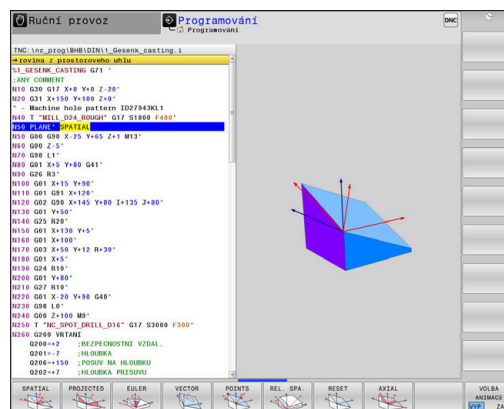 Ruční provoz
Programování
Programování
DNC
TNC:\nc_prog\BHB\DIN\1_Gesenk_casting.i
→rovina z prostoroveho uhlu
%1_GESENK_CASTING G71 *
;ANY COMMENT
N10 G30 G17 X+0 Y+0 Z-20*
N20 G31 X+150 Y+100 Z+0*
* - Machine hole pattern ID27943KL1
N40 T "MILL_D24_ROUGH" G17 S1800 F400*
N50 PLANE* SPATIAL
N50 G00 G90 X-25 Y+65 Z+1 M13*
N60 G00 Z-5*
N70 G98 L1*
N80 G01 X+5 Y+80 G41*
N90 G26 R3*
N100 G01 X+15 Y+90*
N110 G01 G91 X+120*
N120 G02 G90 X+145 Y+80 I+135 J+80*
N130 G01 Y+50*
N140 G25 R20*
N150 G01 X+130 Y+5*
N160 G01 X+100*
N170 G03 X+50 Y+12 R+30*
N180 G01 X+5*
N190 G24 R10*
N200 G01 Y+80*
N210 G27 R10*
N220 G01 X-20 Y+90 G40*
N230 G98 L0*
N240 G00 Z+100 M9*
N250 T "NC_SPOT_DRILL_D16" G17 S3000 F300*
N260 G200 VRTANI
Q200=+2 ;BEZPECNOSTNI VZDAL.
Q201=-7 ;HLOUBKA
Q206=+150 ;POSUV NA HLOUBKU
Q202=+7 ;HLOUBKA PRISUVU
SPATIAL
PROJECTED
EULER
VECTOR
POINTS
REL. SPA.
RESET
AXIAL
VOLBA
ANIMAC
VYP
ZA